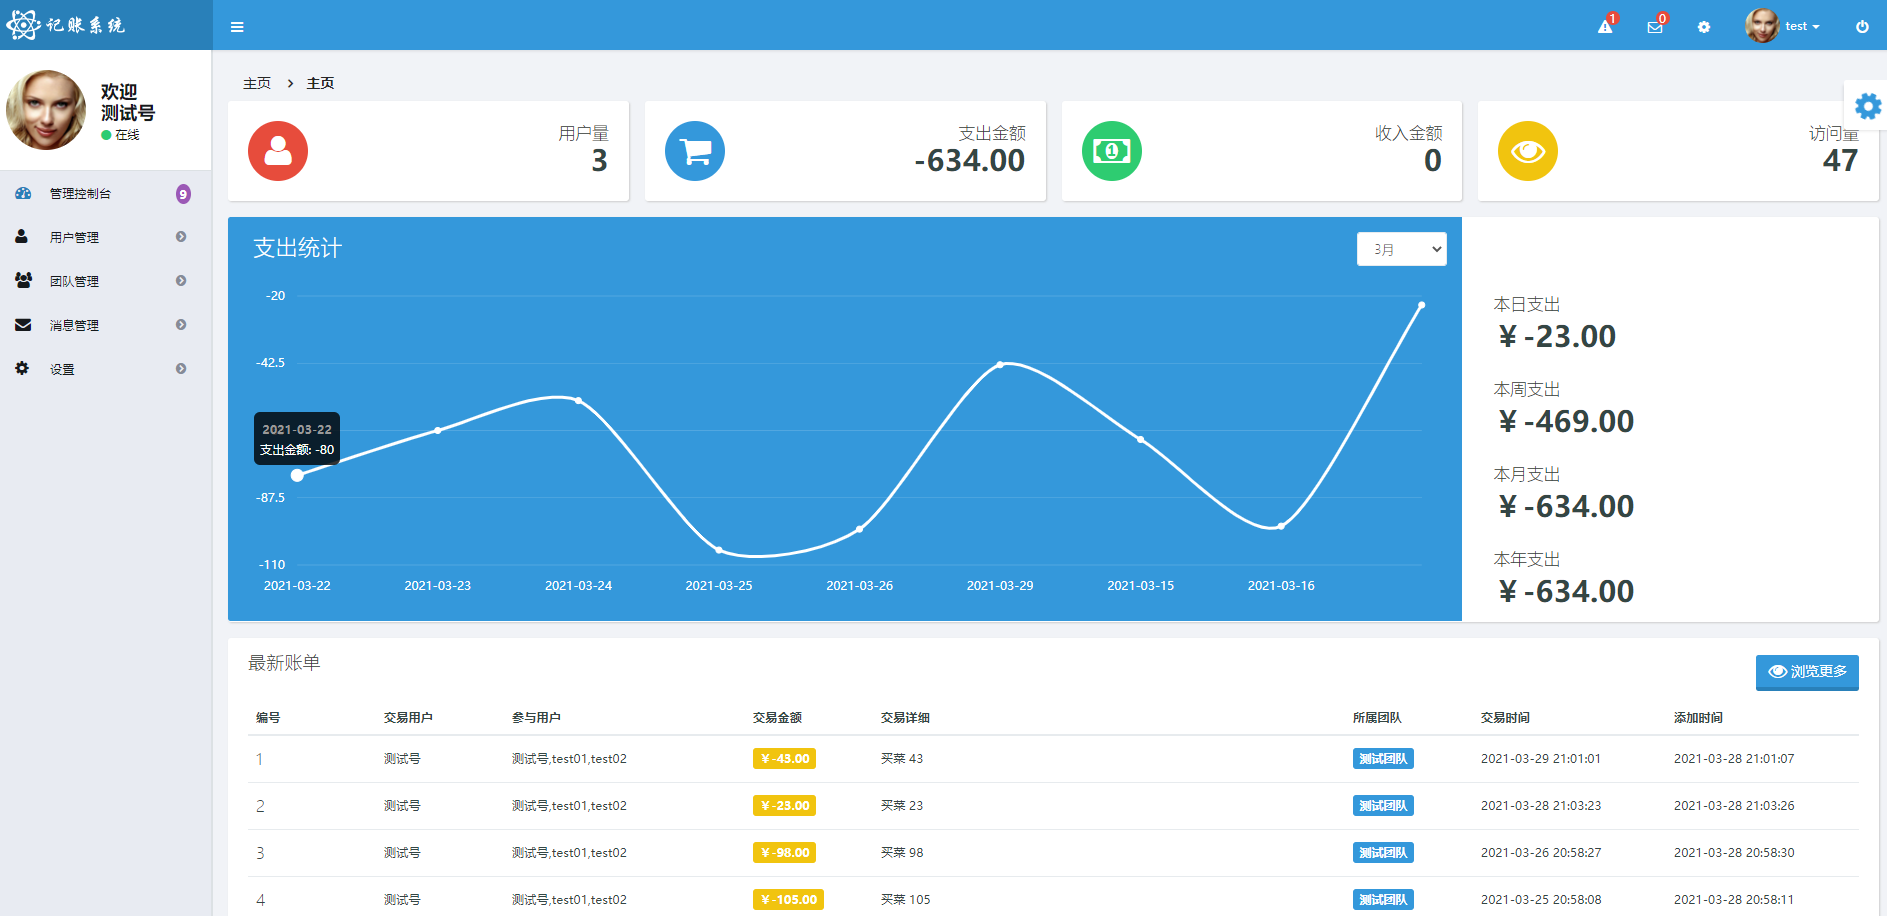 记账系统
1
0
test
欢迎
测试号
在线
管理控制台 9
用户管理
团队管理
消息管理
设置
主页 > 主页
用户量
3
支出金额
-634.00
收入金额
0
访问量
47
支出统计
3月
-20
-42.5
-87.5
-110
2021-03-22
支出金额: -80
2021-03-22 2021-03-23 2021-03-24 2021-03-25 2021-03-26 2021-03-29 2021-03-15 2021-03-16
本日支出
¥ -23.00
本周支出
¥ -469.00
本月支出
¥ -634.00
本年支出
¥ -634.00
最新账单
浏览更多
编号 交易用户 参与用户 交易金额 交易详细 所属团队 交易时间 添加时间
1 测试号 测试号,test01,test02 ¥ -43.00 买菜 43 测试团队 2021-03-29 21:01:01 2021-03-28 21:01:07
2 测试号 测试号,test01,test02 ¥ -23.00 买菜 23 测试团队 2021-03-28 21:03:23 2021-03-28 21:03:26
3 测试号 测试号,test01,test02 ¥ -98.00 买菜 98 测试团队 2021-03-26 20:58:27 2021-03-28 20:58:30
4 测试号 测试号,test01,test02 ¥ -105.00 买菜 105 测试团队 2021-03-25 20:58:08 2021-03-28 20:58:11